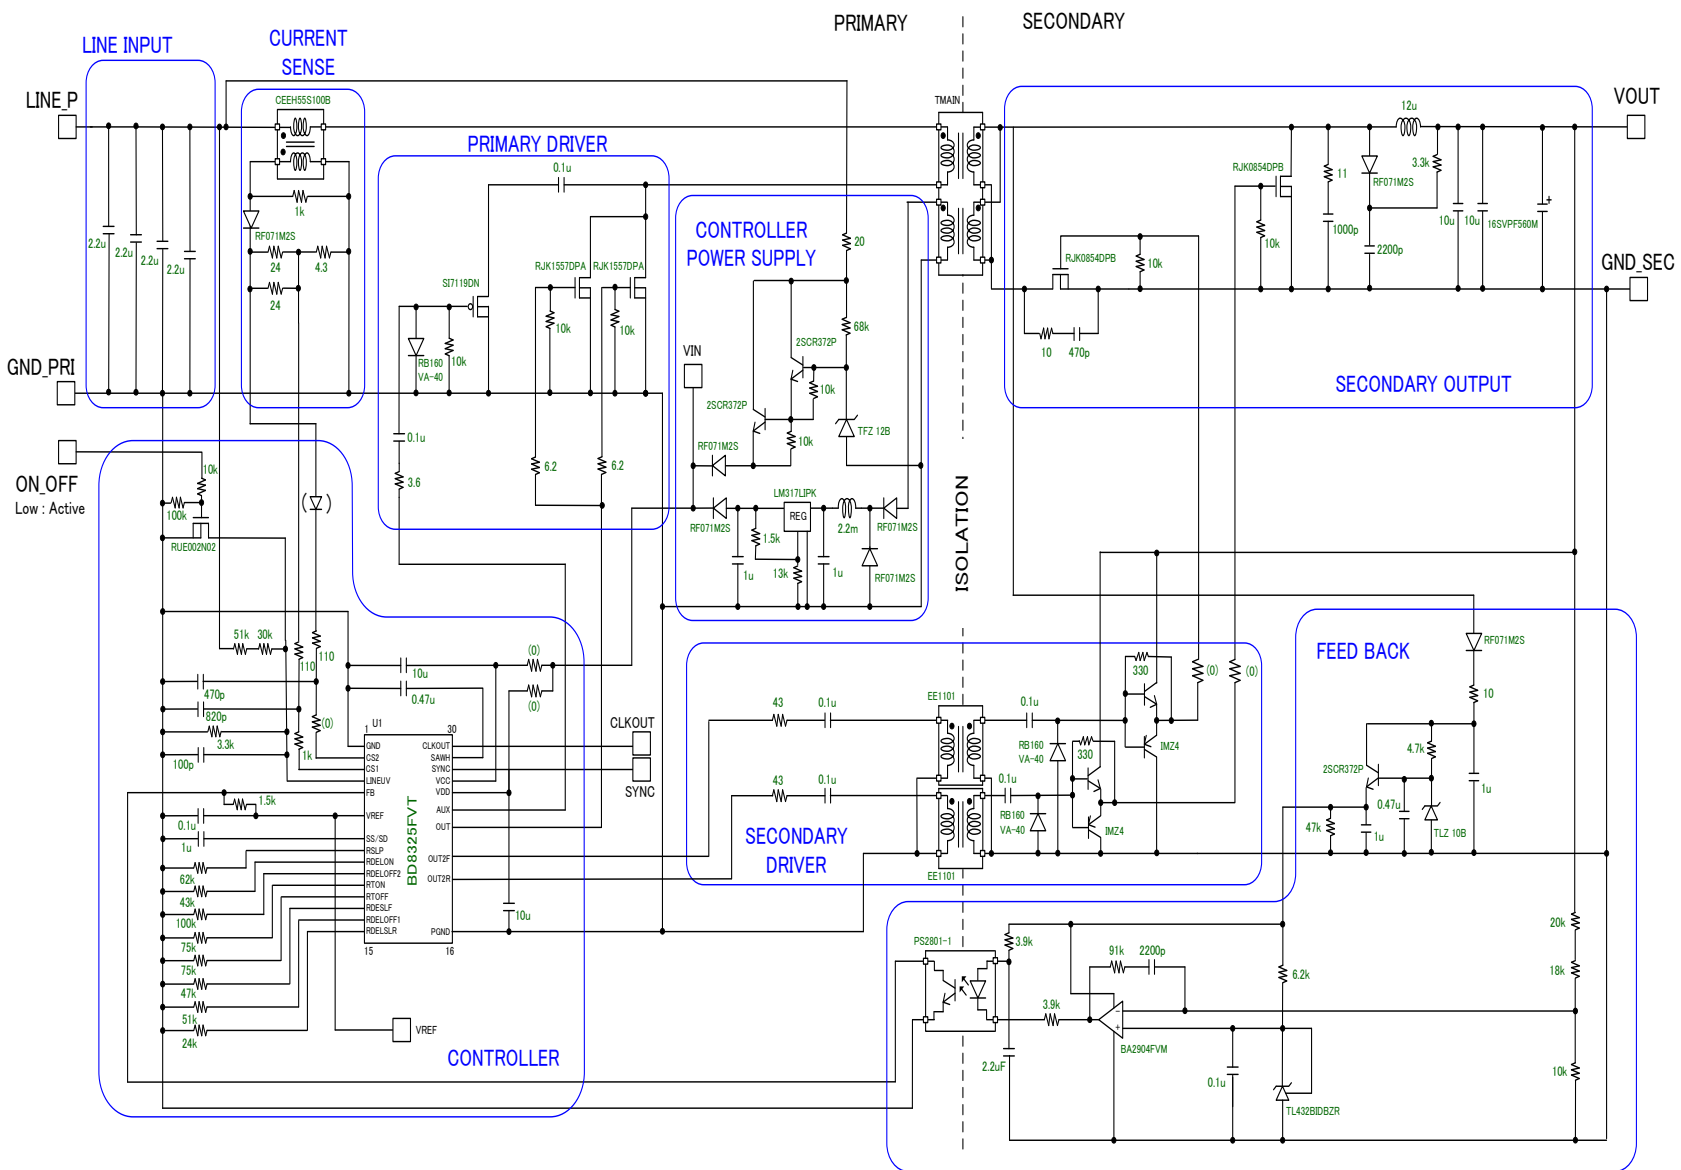 PRIMARY
SECONDARY
LINE INPUT
CURRENT
SENSE
LINE_P
CEEH55S100B
1k
RF071M2S
24
4.3
24
2.2u
2.2u
2.2u
2.2u
GND_PRI
PRIMARY DRIVER
0.1u
SI7119DN
RJK1557DPA
RJK1557DPA
10k
10k
10k
RB160
VA-40
0.1u
3.6
6.2
6.2
CONTROLLER
POWER SUPPLY
20
68k
VIN
2SCR372P
10k
2SCR372P
10k
TFZ 12B
RF071M2S
LM317LIPK
REG
RF071M2S
1.5k
2.2m
RF071M2S
1u
13k
1u
RF071M2S
TMAIN
ISOLATION
12u
VOUT
RJK0854DPB
11
RF071M2S
3.3k
10k
1000p
10u
10u
16SVPF560M
+
2200p
RJK0854DPB
10k
GND_SEC
10
470p
SECONDARY OUTPUT
ON_OFF
Low : Active
10k
100k
RUE002N02
( )
51k
30k
110
110
470p
820p
(0)
3.3k
1k
100p
10u
0.47u
(0)
(0)
CLKOUT
SYNC
U1
1
30
GND
CS2
CS1
LINEUV
FB
VREF
SS/SD
RSLP
RDELON
RDELOFF2
RTON
RTOFF
RDESLF
RDELOFF1
RDELSLR
15
BD8325FVT
CLKOUT
SAWH
SYNC
VCC
VDD
AUX
OUT
OUT2F
OUT2R
PGND
16
1.5k
0.1u
1u
62k
43k
100k
75k
75k
47k
51k
24k
10u
VREF
CONTROLLER
43
0.1u
43
0.1u
SECONDARY
DRIVER
EE1101
EE1101
0.1u
RB160
VA-40
330
0.1u
RB160
VA-40
330
IMZ4
IMZ4
(0)
(0)
FEED BACK
RF071M2S
10
4.7k
2SCR372P
0.47u
1u
47k
1u
TLZ 10B
20k
18k
10k
PS2801-1
3.9k
91k
2200p
6.2k
3.9k
−
+
BA2904FVM
2.2uF
0.1u
TL432BIDBZR